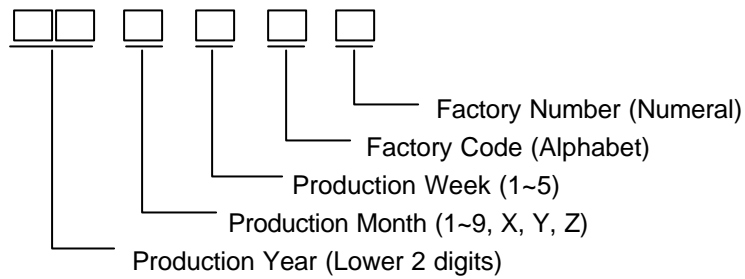 Factory Number (Numeral)
Factory Code (Alphabet)
Production Week (1~5)
Production Month (1~9, X, Y, Z)
Production Year (Lower 2 digits)